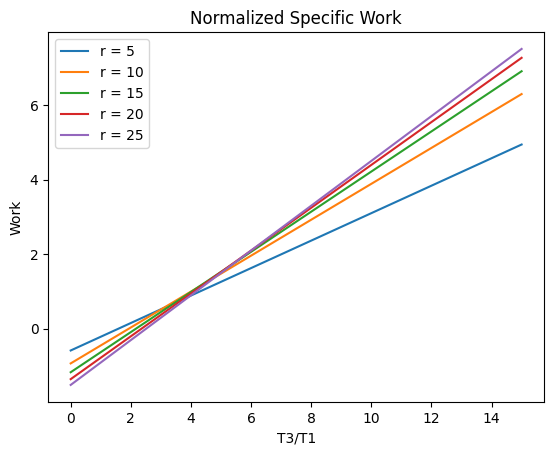 Normalized Specific Work
r = 5
r = 10
r = 15
r = 20
r = 25
6
4
2
0
Work
0 2 4 6 8 10 12 14
T3/T1